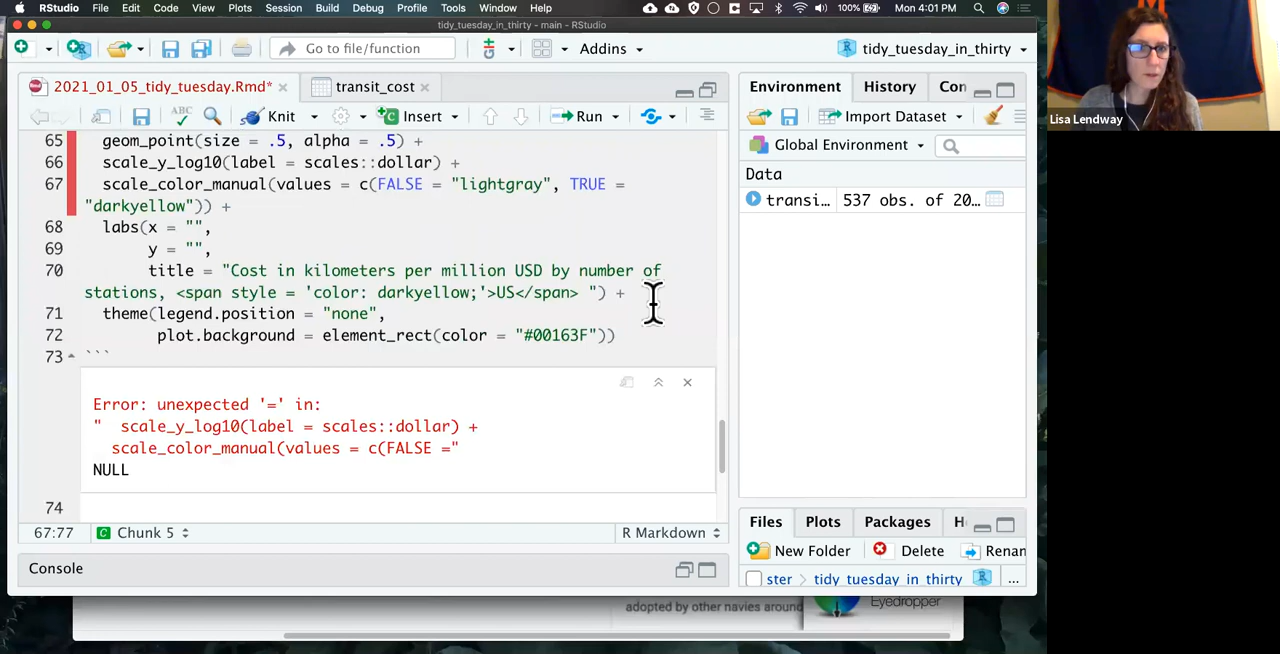 RStudio File Edit Code View Plots Session Build Debug Profile Tools Window Help 100% Mon 4:01 PM
tidy_tuesday_in_thirty - main - RStudio
Go to file/function Addins tidy_tuesday_in_thirty
2021_01_05_tidy_tuesday.Rmd* transit_cost
ABC Knit Insert Run
65 geom_point(size = .5, alpha = .5) +
66 scale_y_log10(label = scales::dollar) +
67 scale_color_manual(values = c(FALSE = "lightgray", TRUE =
"darkyellow")) +
68 labs(x = "",
69 y = "",
70 title = "Cost in kilometers per million USD by number of
stations, <span style = 'color: darkyellow;'>US</span> ") +
71 theme(legend.position = "none",
72 plot.background = element_rect(color = "#00163F"))
73 ```
Error: unexpected '=' in:
" scale_y_log10(label = scales::dollar) +
scale_color_manual(values = c(FALSE ="
NULL
74
67:77 Chunk 5 R Markdown
Console
Environment History Con
Import Dataset
Global Environment
Data
transi... 537 obs. of 20...
Files Plots Packages H
New Folder Delete Renan
ster tidy_tuesday_in_thirty ...
Lisa Lendway
adopted by other navies around
Eyedropper